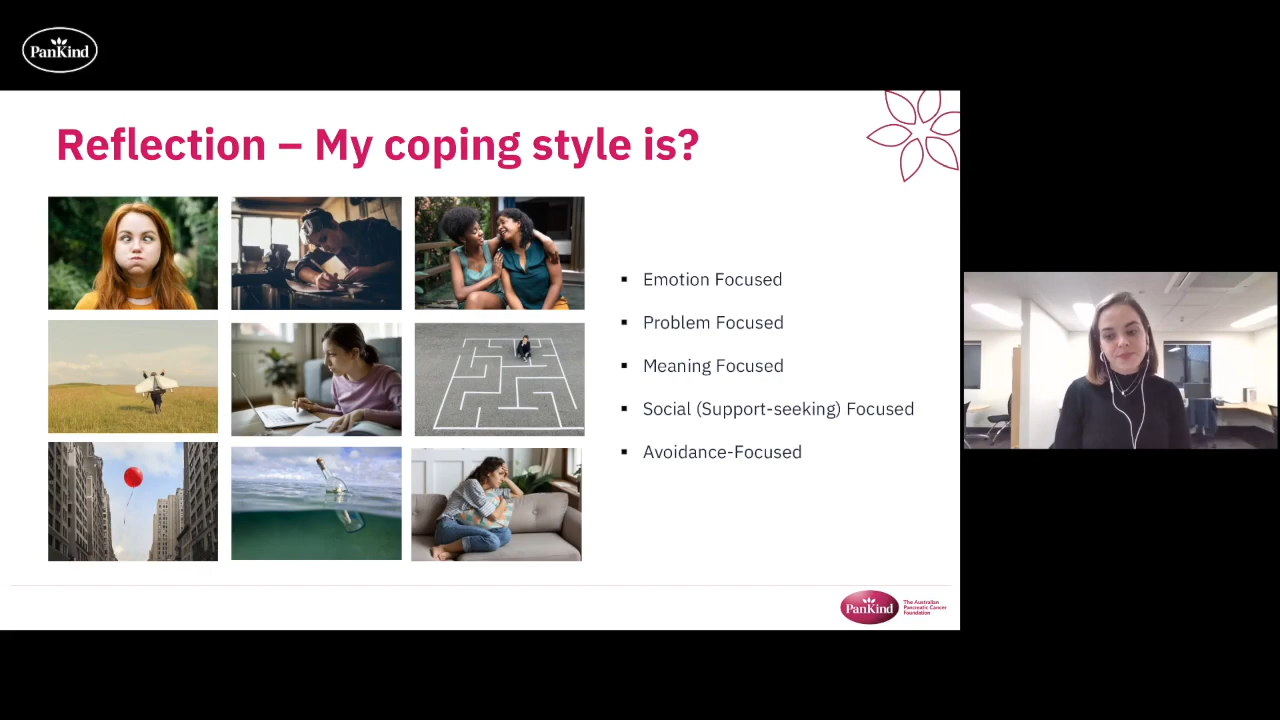 PanKind
Reflection – My coping style is?
▪ Emotion Focused
▪ Problem Focused
▪ Meaning Focused
▪ Social (Support-seeking) Focused
▪ Avoidance-Focused
PanKind
The Australian
Pancreatic Cancer
Foundation